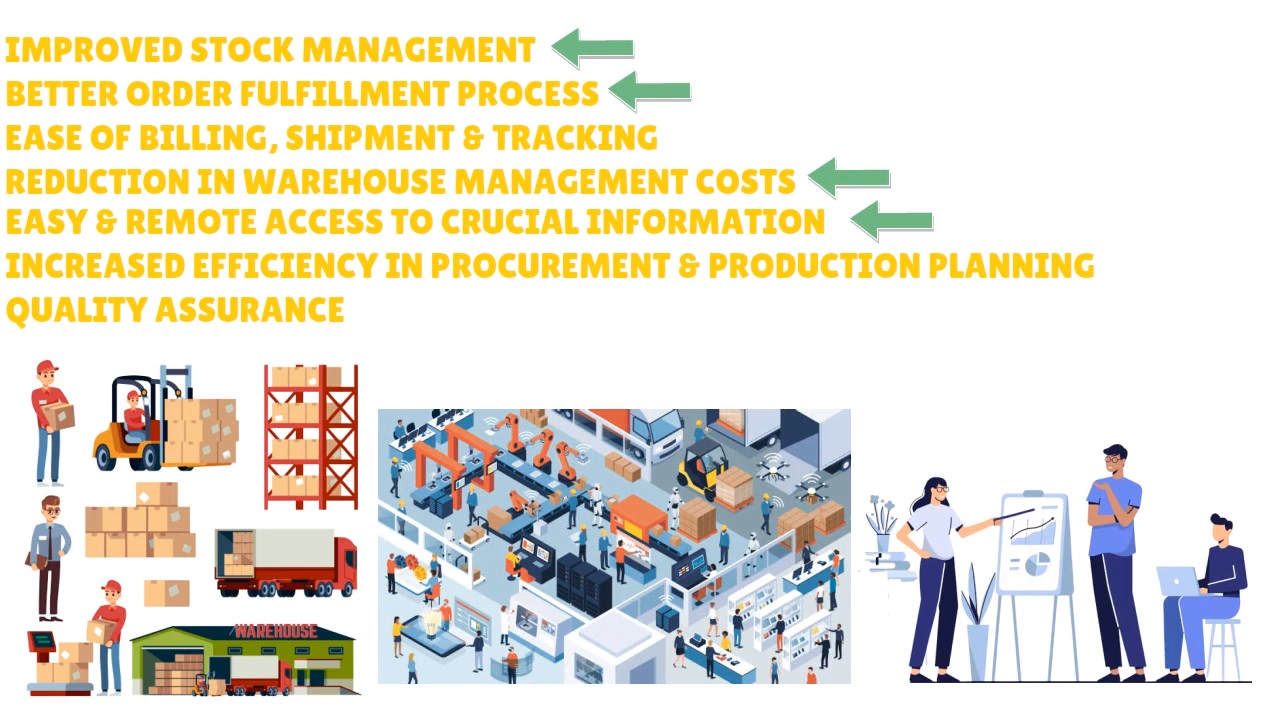 IMPROVED STOCK MANAGEMENT
BETTER ORDER FULFILLMENT PROCESS
EASE OF BILLING, SHIPMENT & TRACKING
REDUCTION IN WAREHOUSE MANAGEMENT COSTS
EASY & REMOTE ACCESS TO CRUCIAL INFORMATION
INCREASED EFFICIENCY IN PROCUREMENT & PRODUCTION PLANNING
QUALITY ASSURANCE
WAREHOUSE